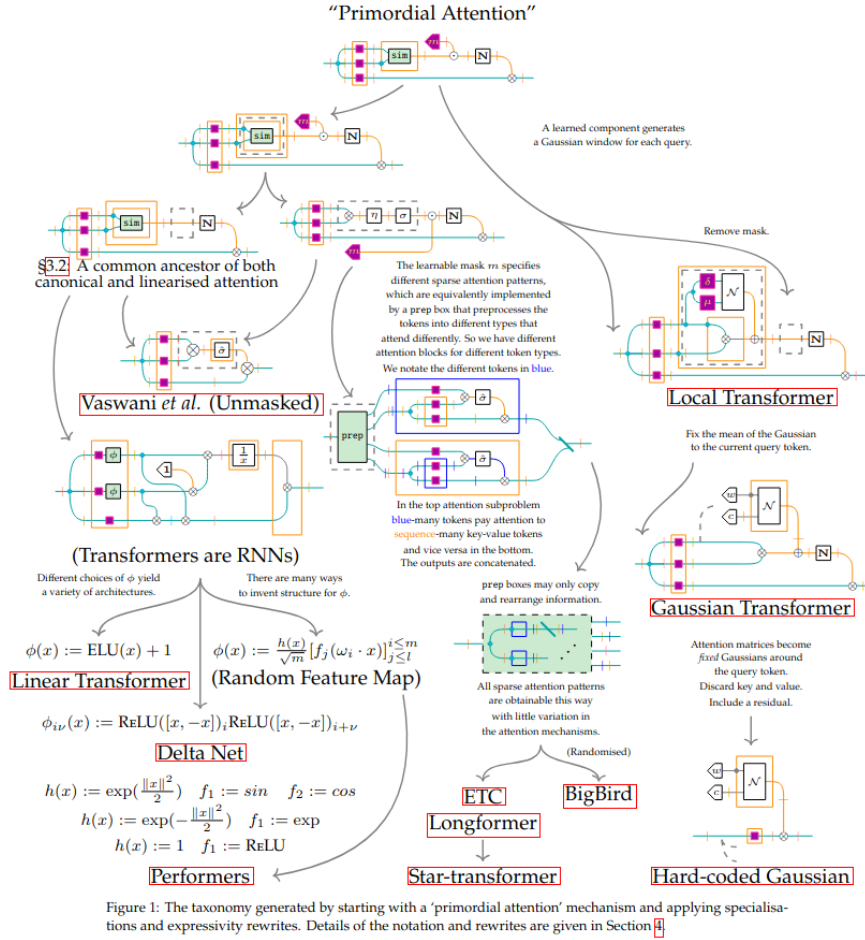 “Primordial Attention”
sim
m
N
A learned component generates
a Gaussian window for each query.
sim
m
N
sim
N
η
σ
N
m
Remove mask.
§3.2: A common ancestor of both
canonical and linearised attention
The learnable mask m specifies
different sparse attention patterns,
which are equivalently implemented
by a prep box that preprocesses the
tokens into different types that
attend differently. So we have different
attention blocks for different token types.
We notate the different tokens in blue.
δ
μ
𝒩
N
σ̂
Vaswani et al. (Unmasked)
Local Transformer
prep
σ̂
σ̂
Fix the mean of the Gaussian
to the current query token.
ϕ
ϕ
1
1/x
In the top attention subproblem
blue-many tokens pay attention to
sequence-many key-value tokens
and vice versa in the bottom.
The outputs are concatenated.
w
c
𝒩
N
(Transformers are RNNs)
Different choices of ϕ yield
a variety of architectures.
There are many ways
to invent structure for ϕ.
prep boxes may only copy
and rearrange information.
Gaussian Transformer
ϕ(x) := ELU(x) + 1
Linear Transformer
ϕ(x) := h(x)/√m [f_j(ω_i · x)]^{i≤m}_{j≤l}
(Random Feature Map)
Attention matrices become
fixed Gaussians around
the query token.
Discard key and value.
Include a residual.
All sparse attention patterns
are obtainable this way
with little variation in
the attention mechanisms.
ϕ_{iν}(x) := RELU([x, −x])_i RELU([x, −x])_{i+ν}
Delta Net
(Randomised)
w
c
𝒩
h(x) := exp(‖x‖²/2) f₁ := sin f₂ := cos
h(x) := exp(−‖x‖²/2) f₁ := exp
h(x) := 1 f₁ := RELU
Performers
ETC
Longformer
BigBird
Star-transformer
Hard-coded Gaussian
Figure 1: The taxonomy generated by starting with a ‘primordial attention’ mechanism and applying specialisa-
tions and expressivity rewrites. Details of the notation and rewrites are given in Section 4.